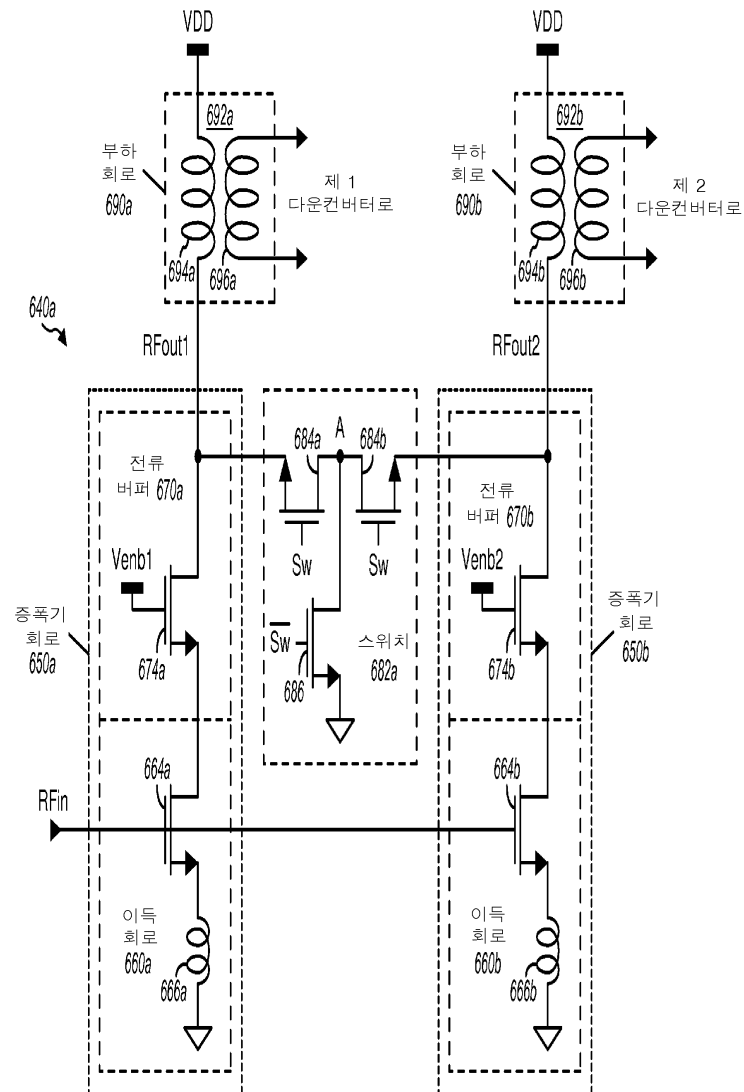 VDD
VDD
692a
692b
부하
회로
690a
부하
회로
690b
제 1
다운컨버터로
제 2
다운컨버터로
694a
696a
694b
696b
640a
RFout1
RFout2
684a
A
684b
전류
버퍼 670a
전류
버퍼 670b
Sw
Sw
Venb1
Venb2
증폭기
회로
650a
증폭기
회로
650b
Sw
스위치
682a
674a
686
674b
664a
664b
RFin
이득
회로
660a
이득
회로
660b
666a
666b